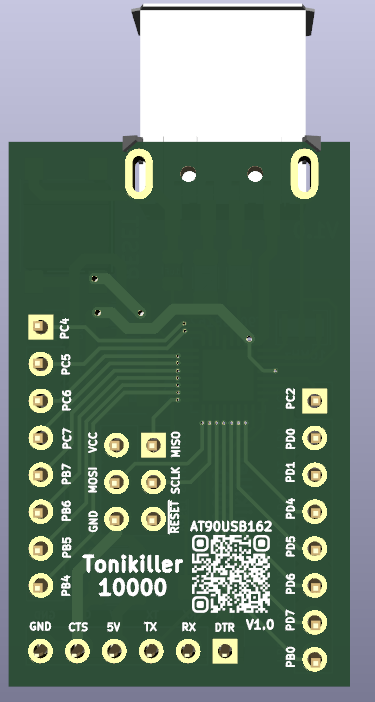 PC4
PC5
PC6
PC7
PB7
PB6
PB5
PB4
VCC
MISO
MOSI
SCLK
GND
RESET
PC2
PD0
PD1
PD4
PD5
PD6
PD7
PB0
AT90USB162
Tonikiller
10000
V1.0
GND CTS 5V TX RX DTR